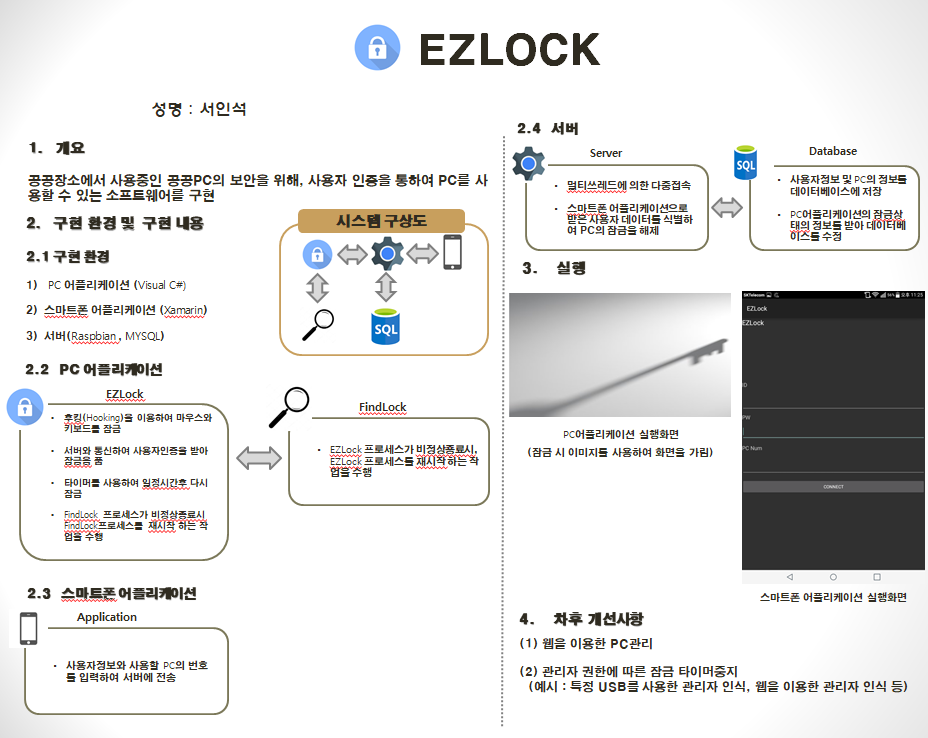 EZLOCK
성명 : 서인석
1. 개요
공공장소에서 사용중인 공공PC의 보안을 위해, 사용자 인증을 통하여 PC를 사
용할 수 있는 소프트웨어를 구현
2. 구현 환경 및 구현 내용
2.1 구현 환경
1) PC 어플리케이션 (Visual C#)
2) 스마트폰 어플리케이션 (Xamarin)
3) 서버(Raspbian, MYSQL)
시스템 구상도
SQL
2.2 PC 어플리케이션
EZLock
• 후킹(Hooking)을 이용하여 마우스와
키보드를 잠금
• 서버와 통신하여 사용자인증을 받아
잠금을 품
• 타이머를 사용하여 일정시간후 다시
잠금
• FindLock 프로세스가 비정상종료시
FindLock프로세스를 재시작 하는 작
업을 수행
FindLock
• EZLock 프로세스가 비정상종료시,
EZLock 프로세스를 재시작 하는 작
업을 수행
2.3 스마트폰 어플리케이션
Application
• 사용자정보와 사용할 PC의 번호
를 입력하여 서버에 전송
2.4 서버
Server
• 멀티쓰레드에 의한 다중접속
• 스마트폰 어플리케이션으로
받은 사용자 데이터를 식별하
여 PC의 잠금을 해제
SQL
Database
• 사용자정보 및 PC의 정보를
데이터베이스에 저장
• PC어플리케이션의 잠금상
태의 정보를 받아 데이터베
이스를 수정
3. 실행
PC어플리케이션 실행화면
(잠금 시 이미지를 사용하여 화면을 가림)
SKTelecom
오후 11:25
EZLock
EZLock
ID
PW
PC Num
CONNECT
스마트폰 어플리케이션 실행화면
4. 차후 개선사항
(1) 웹을 이용한 PC관리
(2) 관리자 권한에 따른 잠금 타이머중지
(예시 : 특정 USB를 사용한 관리자 인식, 웹을 이용한 관리자 인식 등)